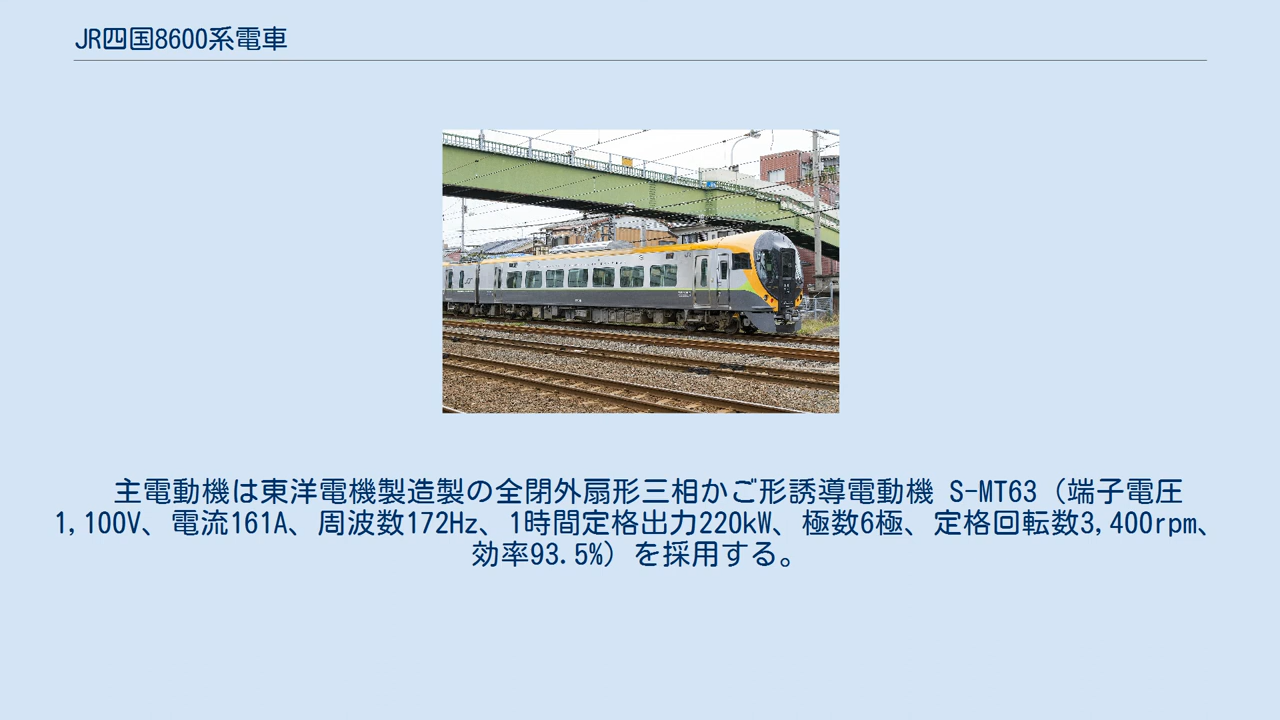 JR四国8600系電車
主電動機は東洋電機製造製の全閉外扇形三相かご形誘導電動機 S-MT63（端子電圧
1,100V、電流161A、周波数172Hz、1時間定格出力220kW、極数6極、定格回転数3,400rpm、
効率93.5%）を採用する。